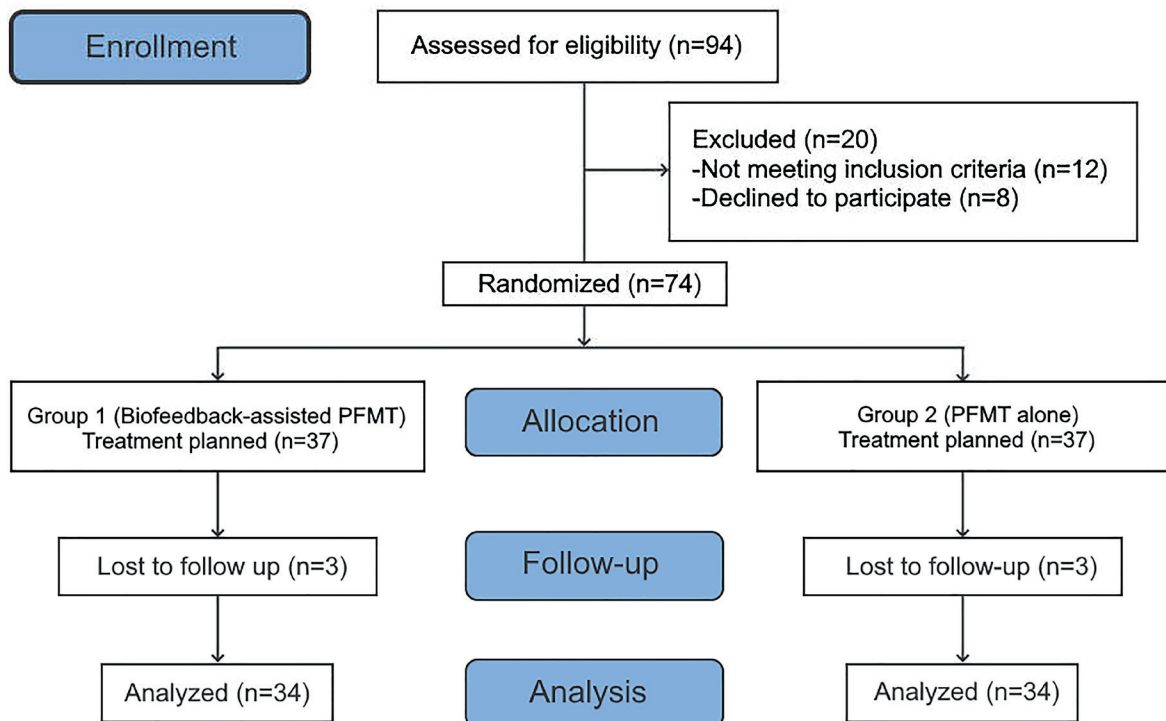 Enrollment
Assessed for eligibility (n=94)
Excluded (n=20)
-Not meeting inclusion criteria (n=12)
-Declined to participate (n=8)
Randomized (n=74)
Group 1 (Biofeedback-assisted PFMT)
Treatment planned (n=37)
Allocation
Group 2 (PFMT alone)
Treatment planned (n=37)
Lost to follow up (n=3)
Follow-up
Lost to follow-up (n=3)
Analyzed (n=34)
Analysis
Analyzed (n=34)